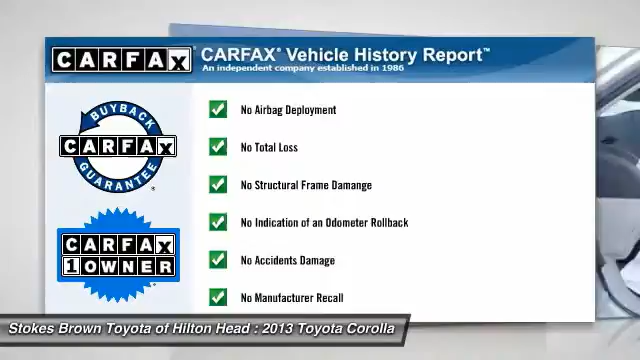 CARFAX
CARFAX® Vehicle History Report™
An independent company established in 1986
BUYBACK
CARFAX
GUARANTEE
CARFAX
1 OWNER
No Airbag Deployment
No Total Loss
No Structural Frame Damange
No Indication of an Odometer Rollback
No Accidents Damage
No Manufacturer Recall
Stokes Brown Toyota of Hilton Head : 2013 Toyota Corolla